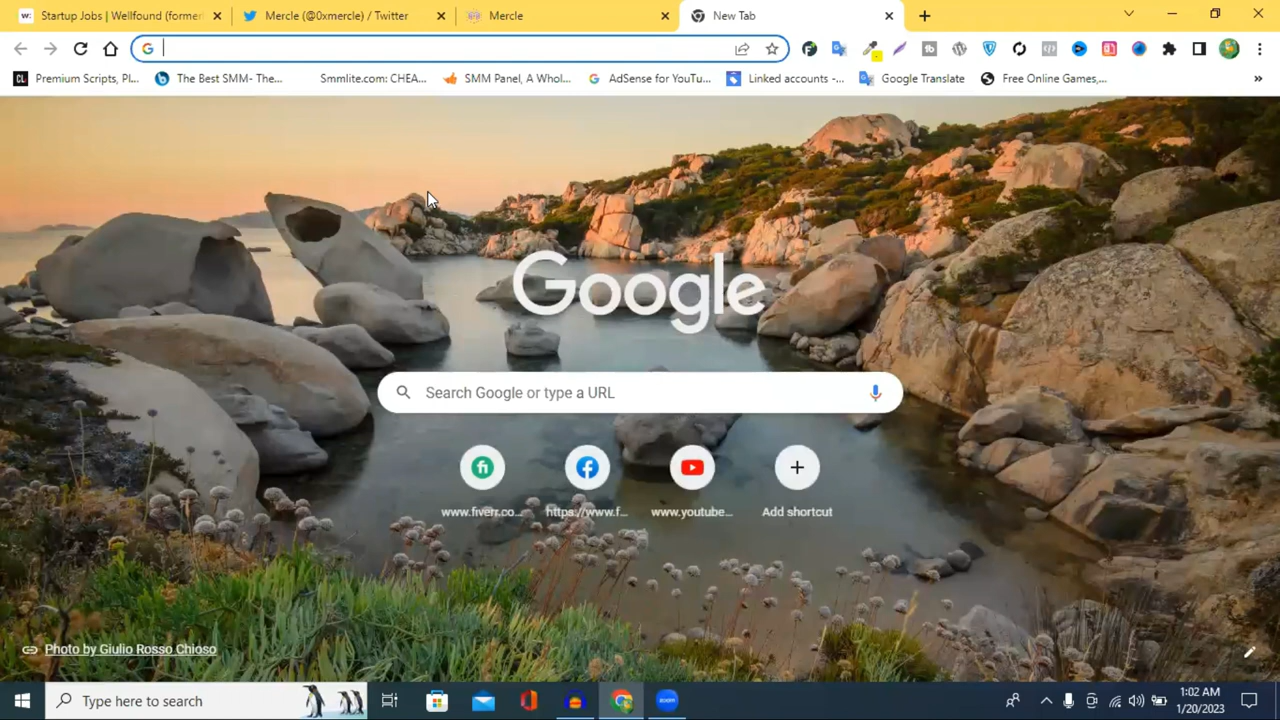 Startup Jobs | Wellfound (former
Mercle (@0xmercle) / Twitter
Mercle
New Tab
Premium Scripts, Pl...
The Best SMM- The...
Smmlite.com: CHEA...
SMM Panel, A Whol...
AdSense for YouTu...
Linked accounts -...
Google Translate
Free Online Games,...
Google
Search Google or type a URL
www.fiverr.co...
https://www.f...
www.youtube...
Add shortcut
Photo by Giulio Rosso Chioso
Type here to search
zoom
1:02 AM
1/20/2023